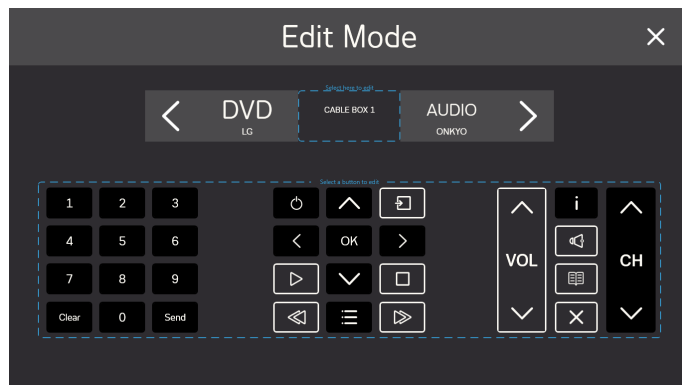 Edit Mode
Select here to edit
DVD
LG
CABLE BOX 1
AUDIO
ONKYO
Select a button to edit
1 2 3
4 5 6
7 8 9
Clear 0 Send
OK
VOL
i
CH